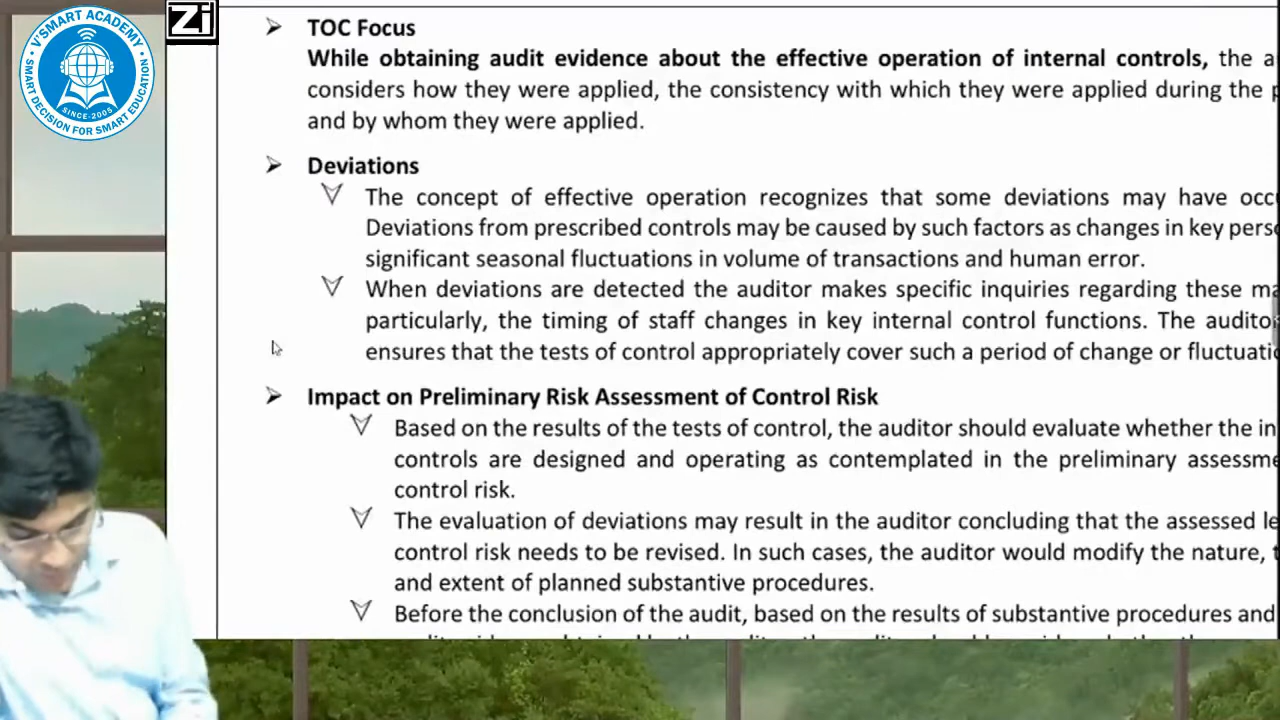 V'SMART ACADEMY
SINCE-2005
SMART DECISION FOR SMART EDUCATION
Zi
TOC Focus
While obtaining audit evidence about the effective operation of internal controls, the a
considers how they were applied, the consistency with which they were applied during the p
and by whom they were applied.
Deviations
The concept of effective operation recognizes that some deviations may have occu
Deviations from prescribed controls may be caused by such factors as changes in key perso
significant seasonal fluctuations in volume of transactions and human error.
When deviations are detected the auditor makes specific inquiries regarding these ma
particularly, the timing of staff changes in key internal control functions. The auditor
ensures that the tests of control appropriately cover such a period of change or fluctuatio
Impact on Preliminary Risk Assessment of Control Risk
Based on the results of the tests of control, the auditor should evaluate whether the in
controls are designed and operating as contemplated in the preliminary assessme
control risk.
The evaluation of deviations may result in the auditor concluding that the assessed le
control risk needs to be revised. In such cases, the auditor would modify the nature, t
and extent of planned substantive procedures.
Before the conclusion of the audit, based on the results of substantive procedures and